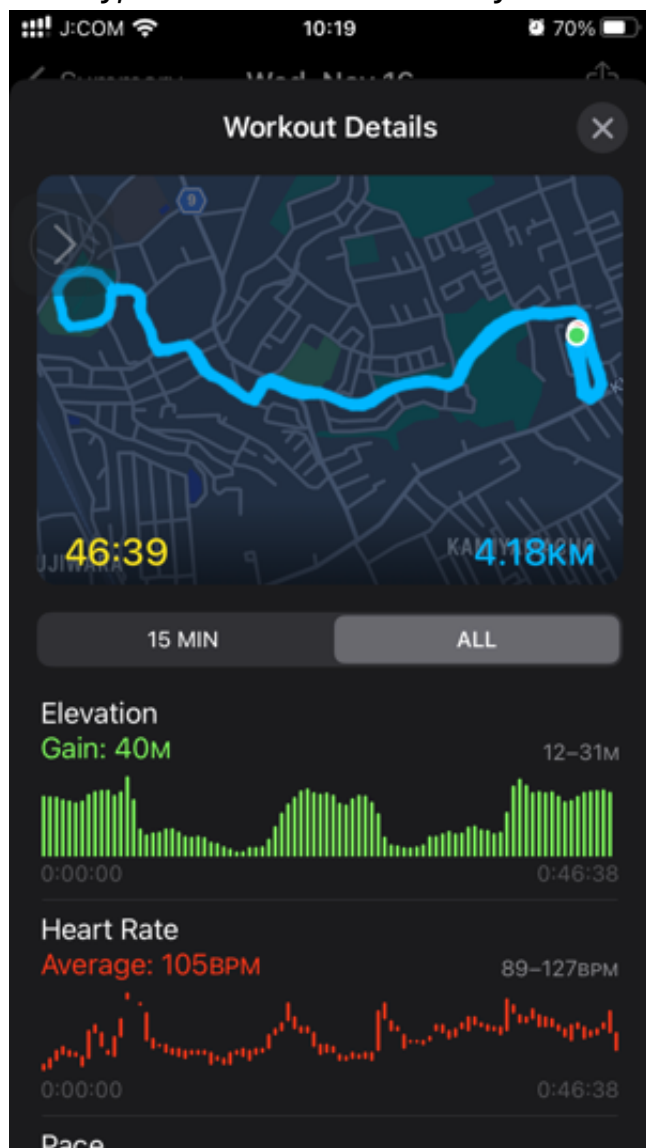 J:COM 10:19 70%
Workout Details
9
46:39 4.18KM
15 MIN ALL
Elevation
Gain: 40M 12–31M
0:00:00 0:46:38
Heart Rate
Average: 105BPM 89–127BPM
0:00:00 0:46:38
Pace